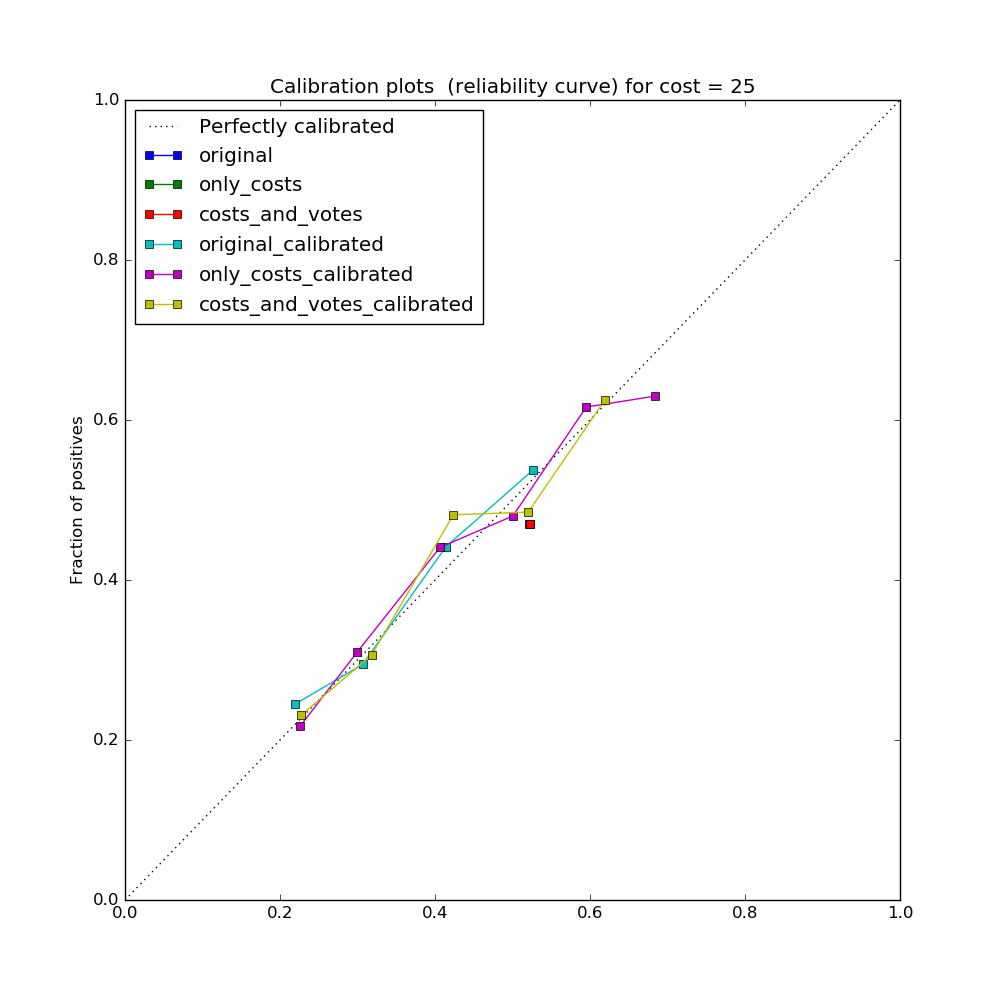 Calibration plots  (reliability curve) for cost = 25
1.0
Perfectly calibrated
original
only_costs
costs_and_votes
original_calibrated
only_costs_calibrated
costs_and_votes_calibrated
0.8
0.6
Fraction of positives
0.4
0.2
0.0
0.0 0.2 0.4 0.6 0.8 1.0